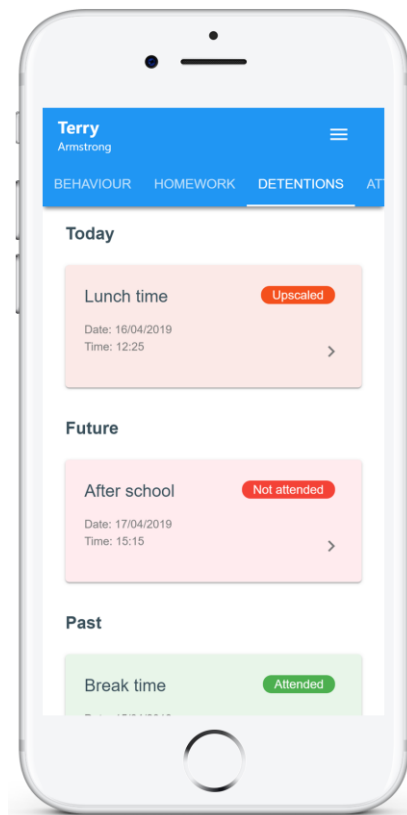 Terry
Armstrong
BEHAVIOUR HOMEWORK DETENTIONS
Today
Lunch time Upscaled
Date: 16/04/2019
Time: 12:25
Future
After school Not attended
Date: 17/04/2019
Time: 15:15
Past
Break time Attended